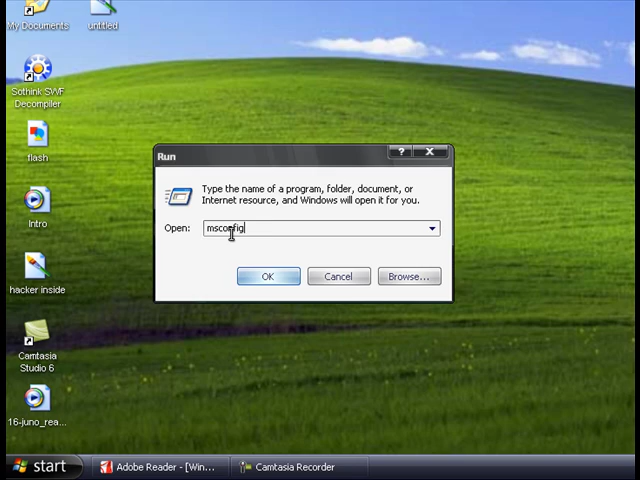 My Documents
untitled
Sothink SWF
Decompiler
flash
Intro
hacker inside
Camtasia
Studio 6
16-juno_rea...
Run
?
X
Type the name of a program, folder, document, or
Internet resource, and Windows will open it for you.
Open:
msconfig
OK
Cancel
Browse...
start
Adobe Reader - [Win...
Camtasia Recorder